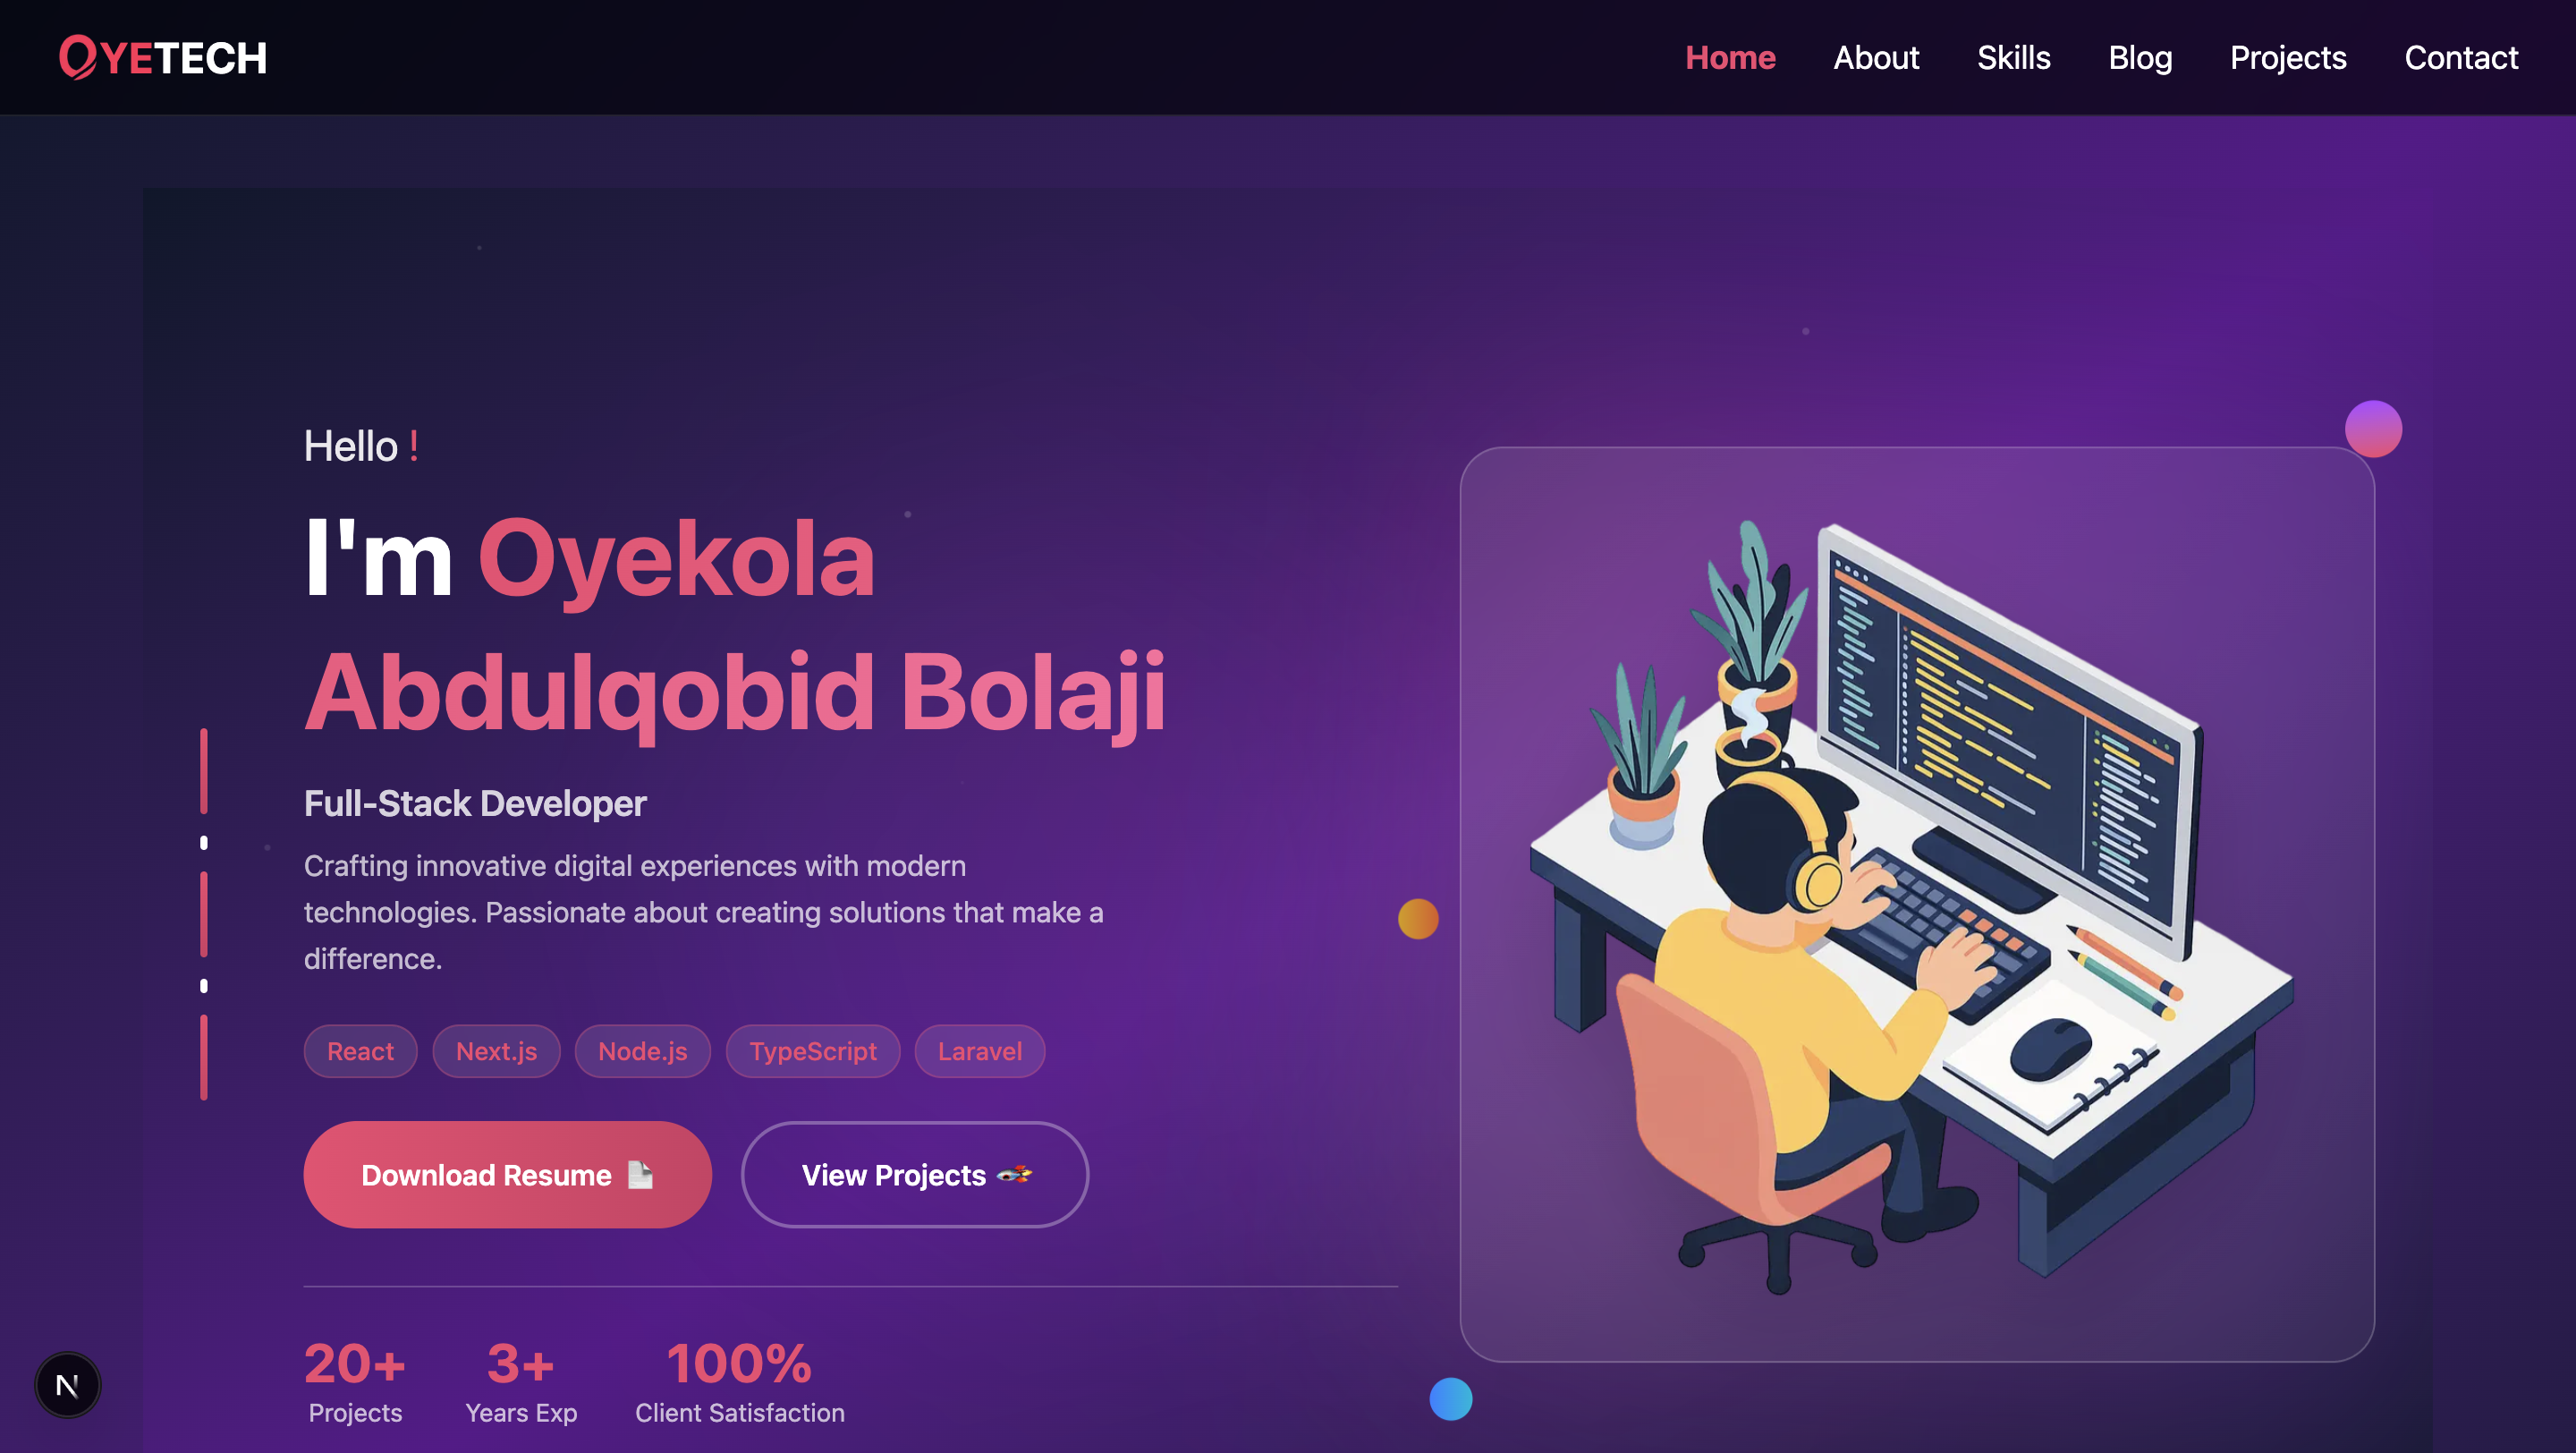 OYETECH
Home
About
Skills
Blog
Projects
Contact
Hello !
I'm Oyekola
Abdulqobid Bolaji
Full-Stack Developer
Crafting innovative digital experiences with modern
technologies. Passionate about creating solutions that make a
difference.
React
Next.js
Node.js
TypeScript
Laravel
Download Resume
View Projects
20+
Projects
3+
Years Exp
100%
Client Satisfaction
N